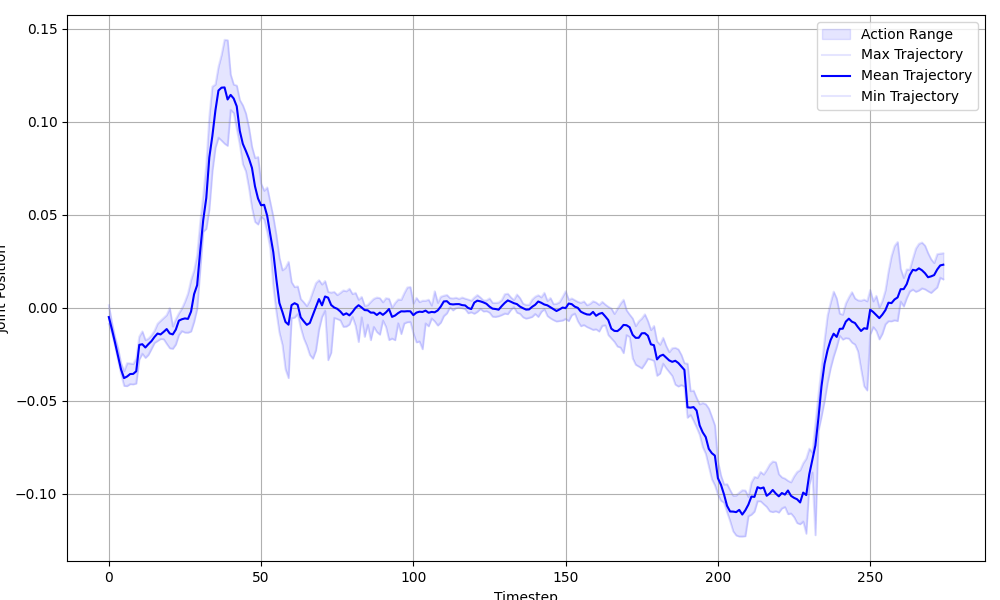 0.15
0.10
0.05
0.00
−0.05
−0.10
Joint Position
0
50
100
150
200
250
Timestep
Action Range
Max Trajectory
Mean Trajectory
Min Trajectory